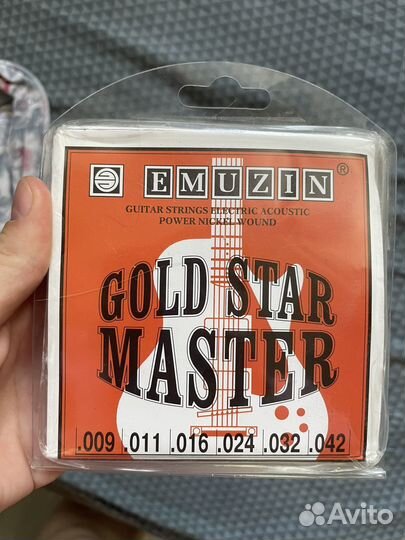 EMUZIN®
GUITAR STRINGS ELECTRIC ACOUSTIC
POWER NICKEL WOUND
GOLD STAR
MASTER
.009 .011 .016 .024 .032 .042
Avito